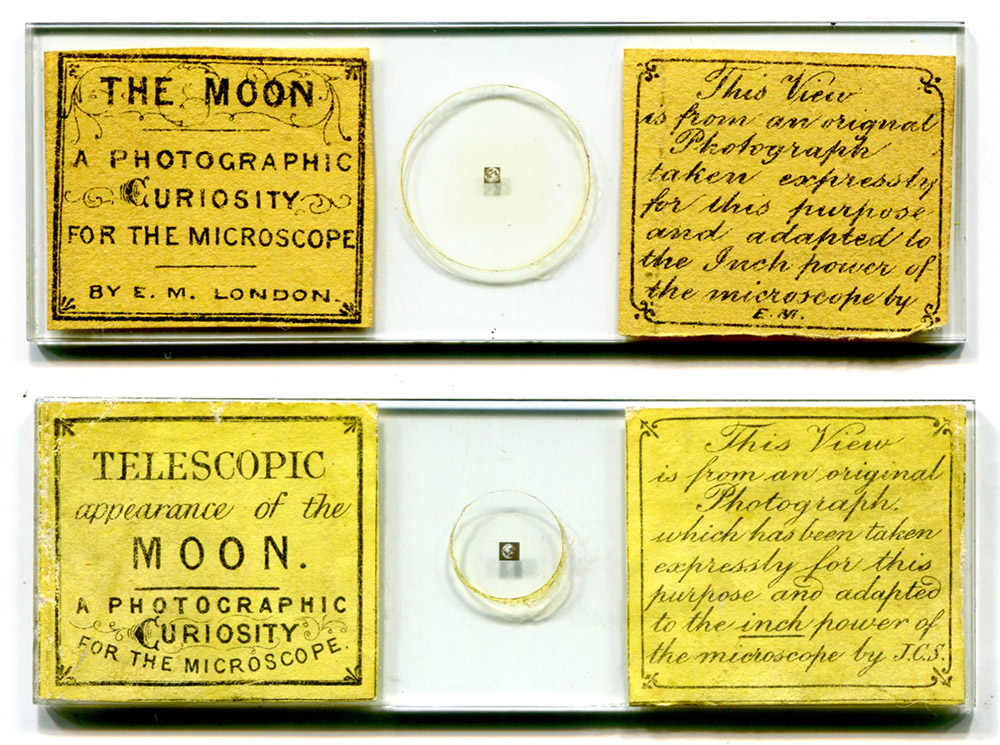 THE MOON.
A PHOTOGRAPHIC
CURIOSITY
FOR THE MICROSCOPE
BY E. M. LONDON.
This View
is from an orignal
Photograph
taken expressly
for this purpose
and adapted to
the Inch power of
the microscope by
E. M.
TELESCOPIC
appearance of the
MOON.
A PHOTOGRAPHIC
CURIOSITY
FOR THE MICROSCOPE.
This View
is from an original
Photograph.
which has been taken
expressly for this
purpose and adapted
to the inch power of
the microscope by J.C.S.